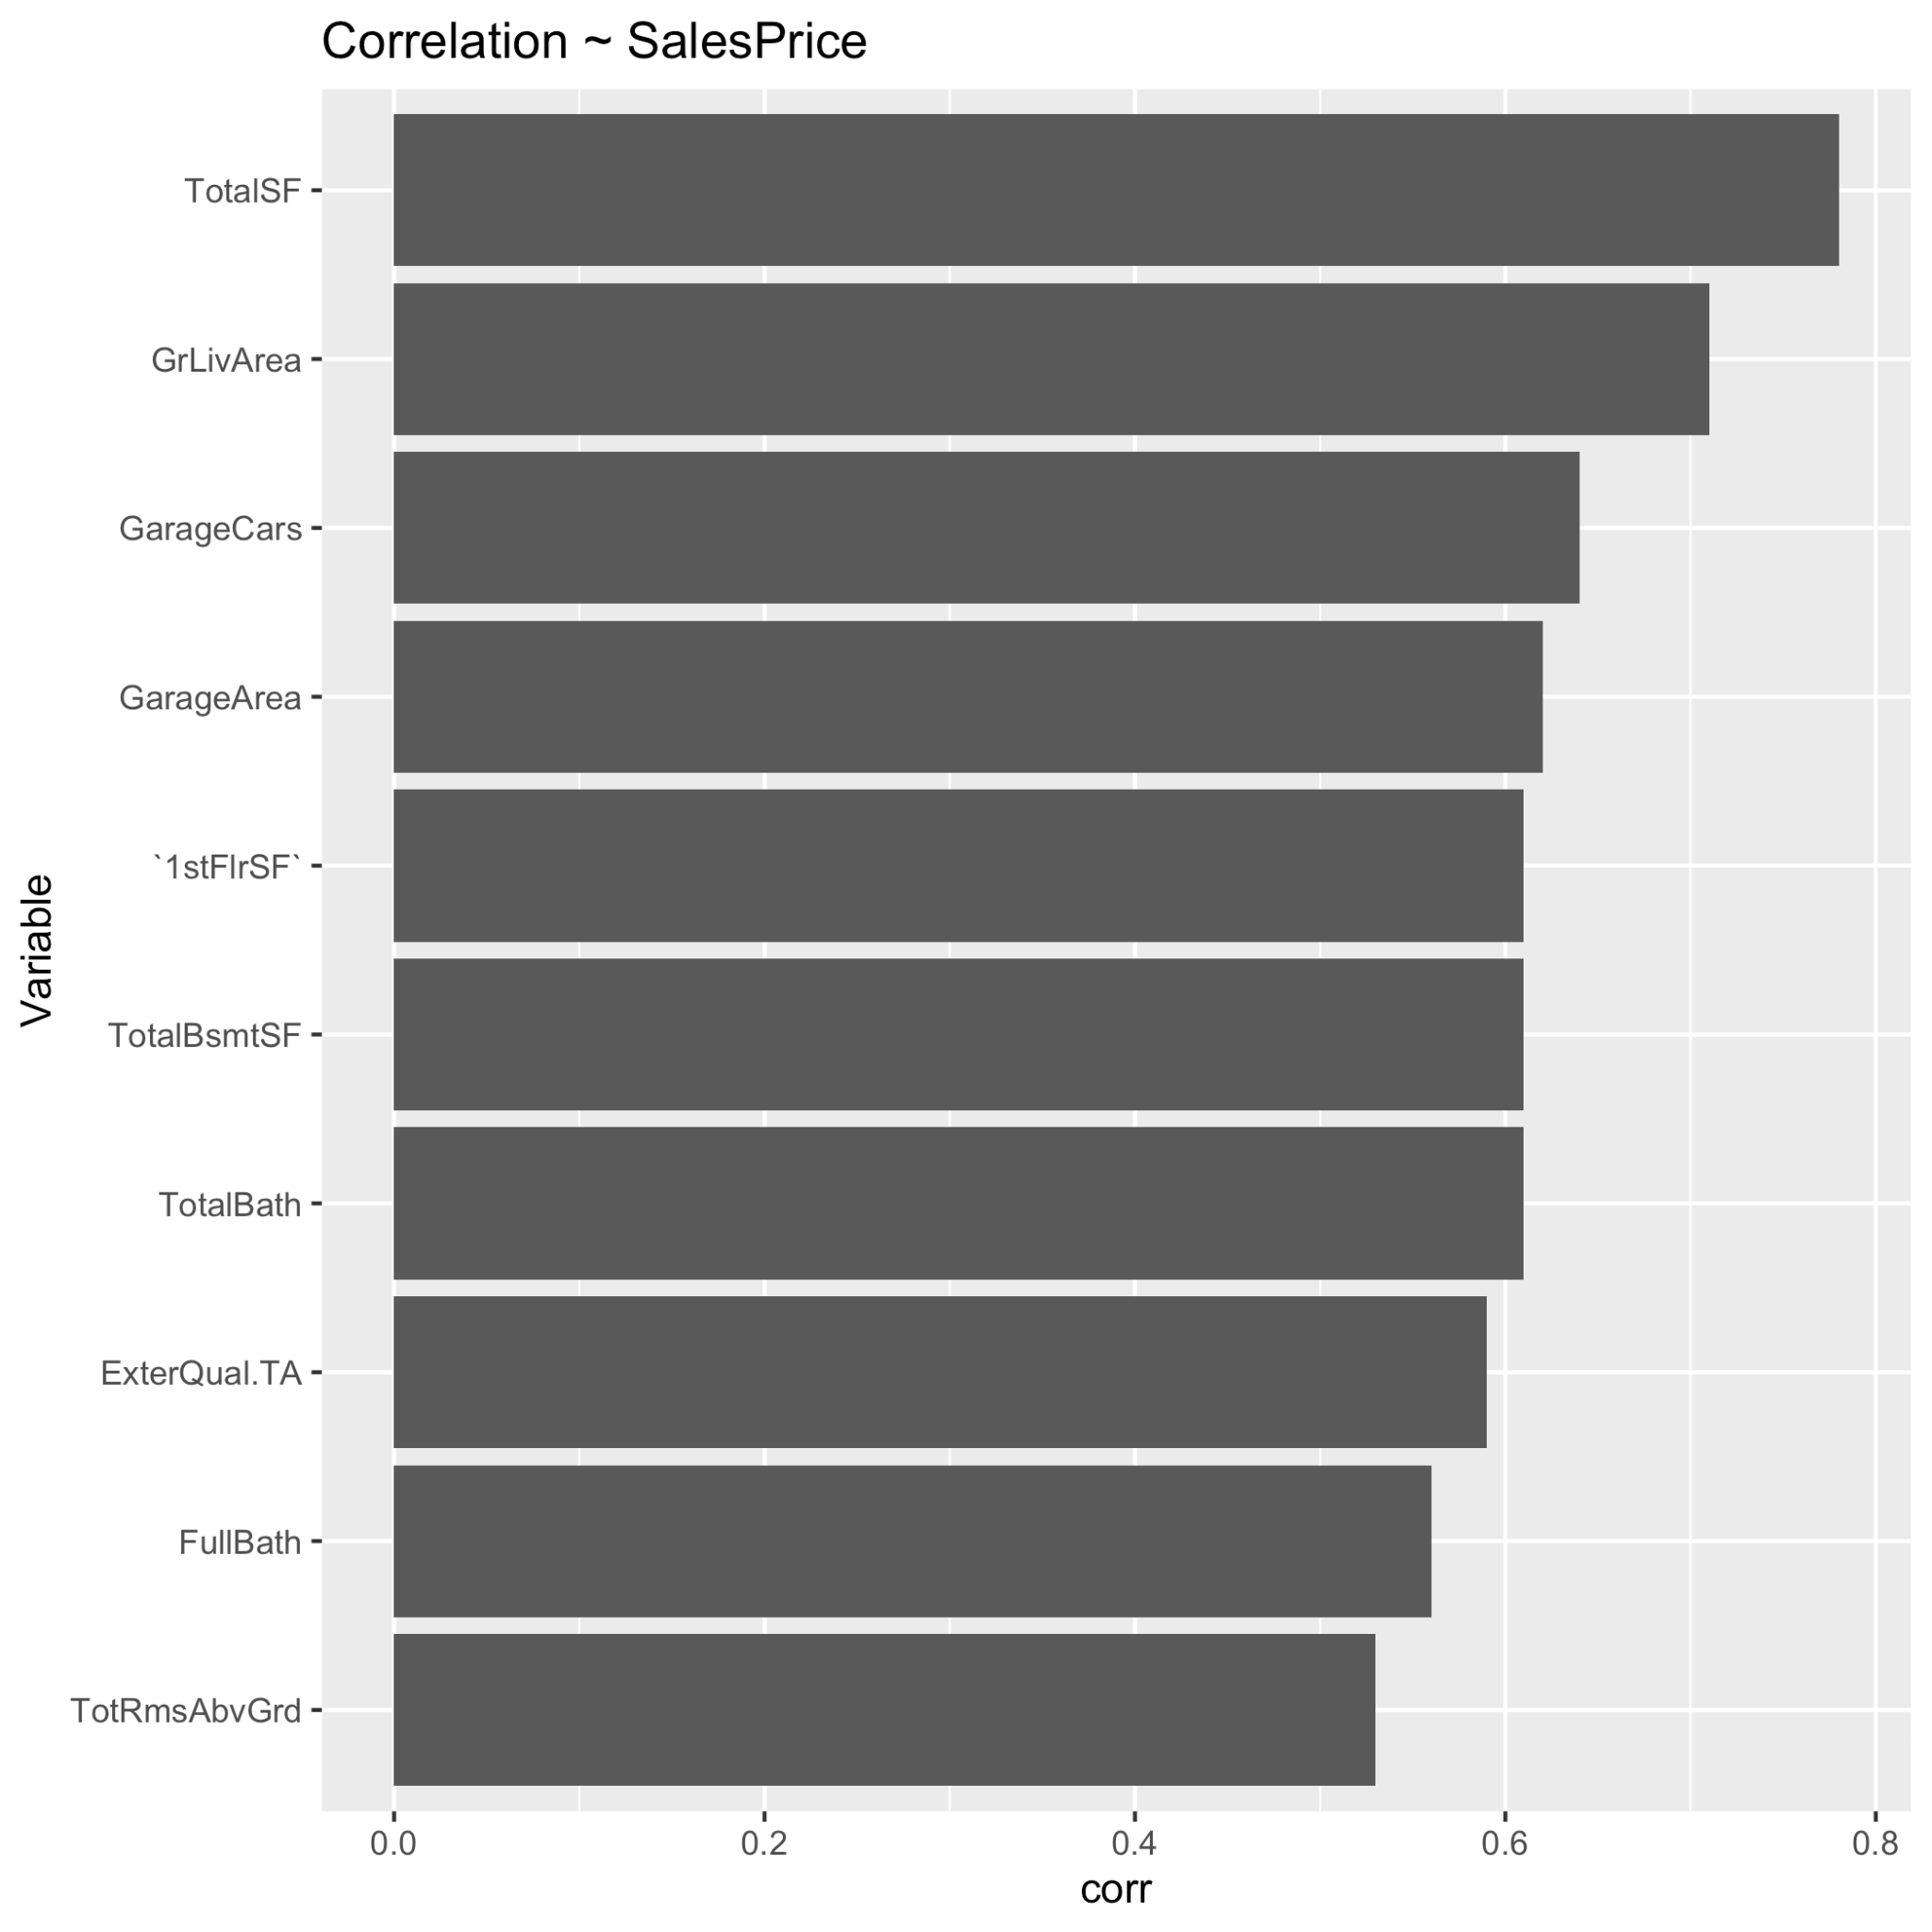 Correlation ~ SalesPrice
TotalSF
GrLivArea
GarageCars
GarageArea
`1stFlrSF`
TotalBsmtSF
TotalBath
ExterQual.TA
FullBath
TotRmsAbvGrd
Variable
0.0 0.2 0.4 0.6 0.8
corr